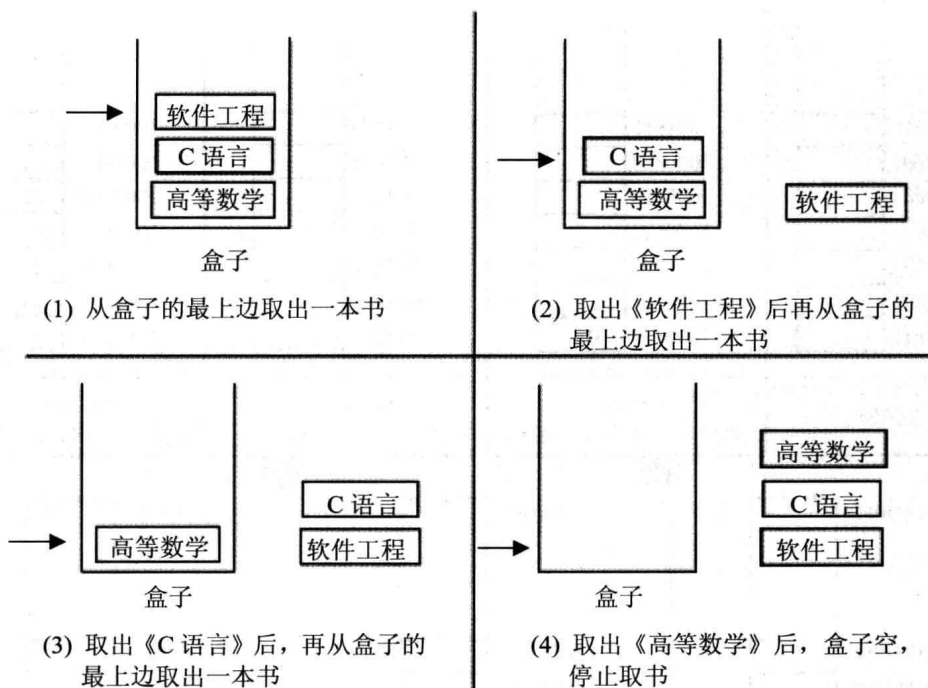 软件工程
C 语言
高等数学
盒子
(1) 从盒子的最上边取出一本书
C 语言
高等数学
软件工程
盒子
(2) 取出《软件工程》后再从盒子的
最上边取出一本书
高等数学
C 语言
软件工程
盒子
(3) 取出《C 语言》后，再从盒子的
最上边取出一本书
高等数学
C 语言
软件工程
盒子
(4) 取出《高等数学》后，盒子空，
停止取书